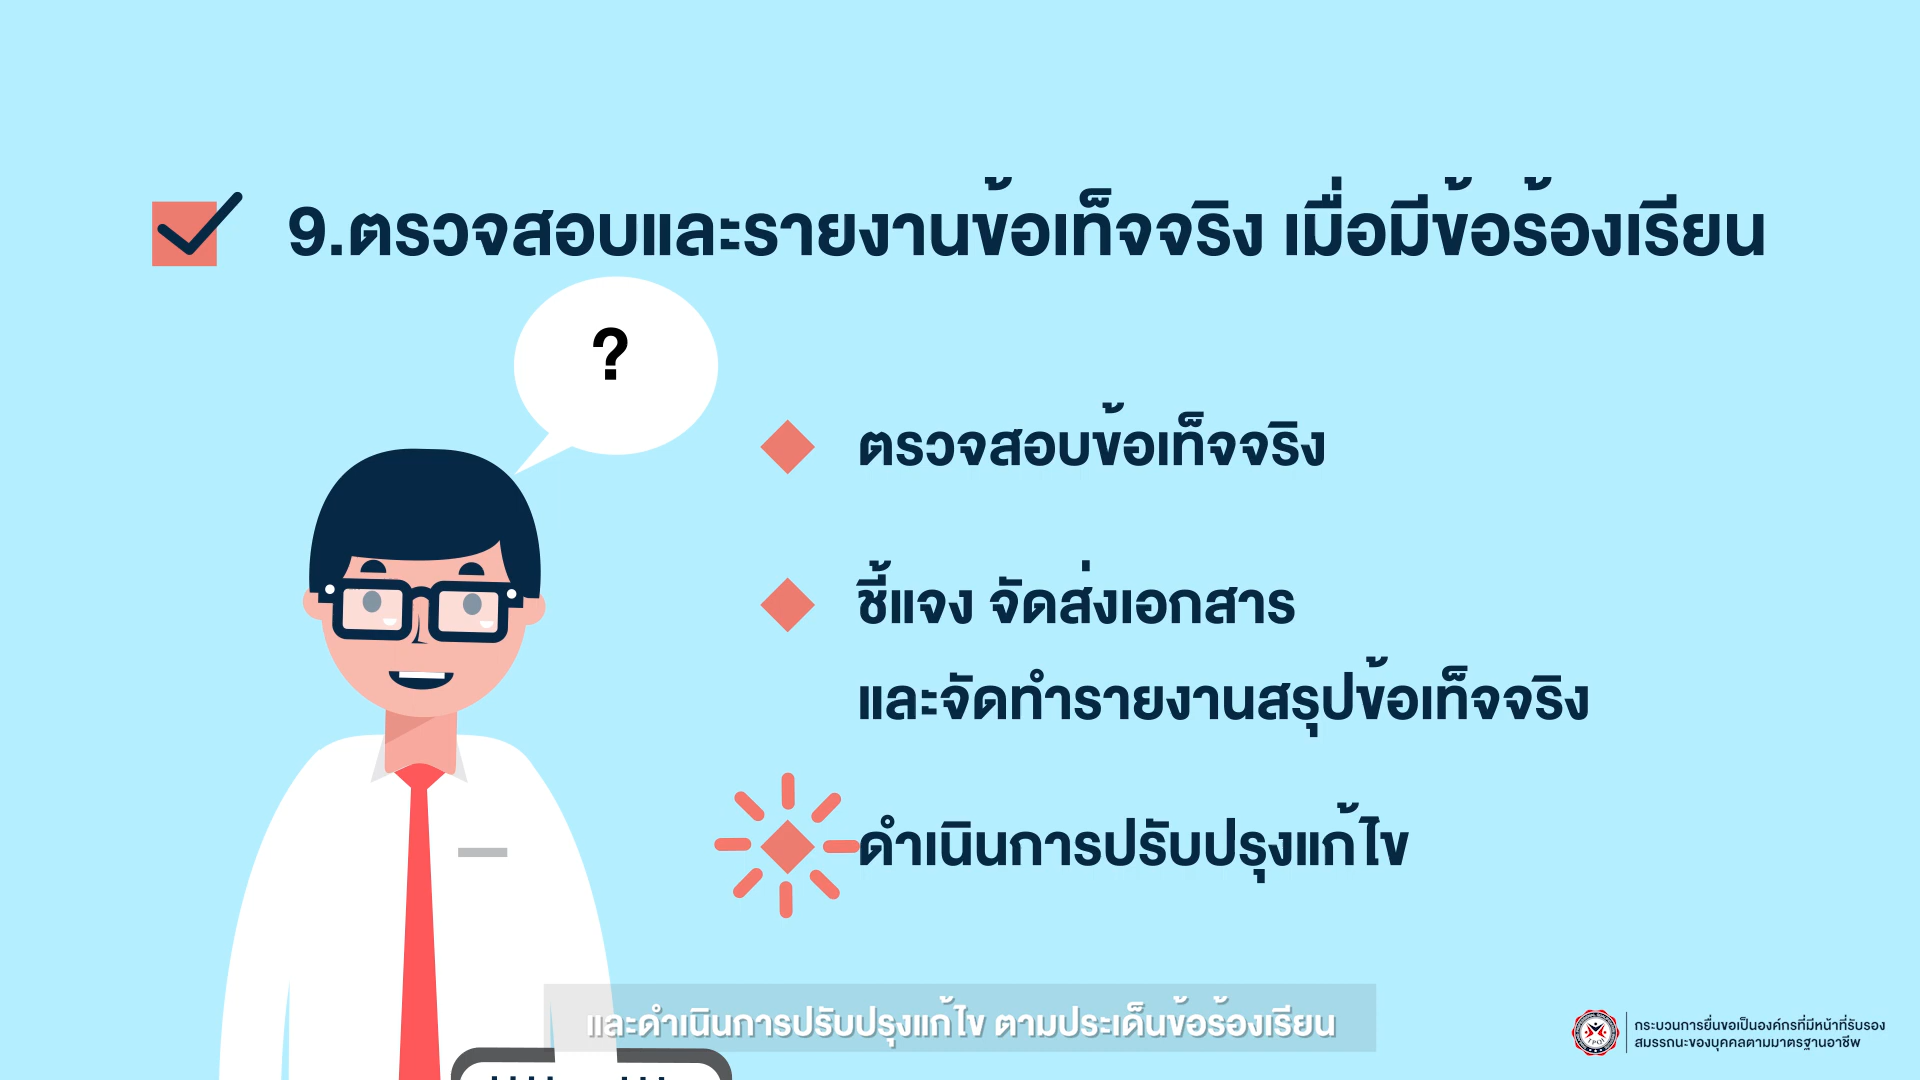 9.ตรวจสอบและรายงานข้อเท็จจริง เมื่อมีข้อร้องเรียน
?
ตรวจสอบข้อเท็จจริง
ชี้แจง จัดส่งเอกสาร
และจัดทำรายงานสรุปข้อเท็จจริง
ดำเนินการปรับปรุงแก้ไข
และดำเนินการปรับปรุงแก้ไข ตามประเด็นข้อร้องเรียน
กระบวนการยื่นขอเป็นองค์กรที่มีหน้าที่รับรอง
สมรรถนะของบุคคลตามมาตรฐานอาชีพ